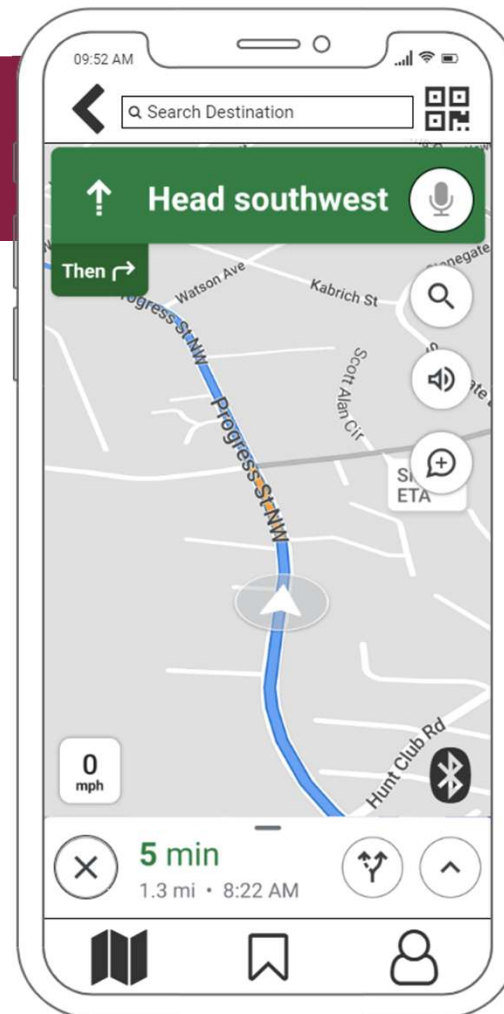 09:52 AM
Search Destination
Head southwest
Then
Watson Ave
Kabrich St
Progress St NW
Scott Alan Cir
Progress St NW
ETA
0
mph
Hunt Club Rd
5 min
1.3 mi • 8:22 AM